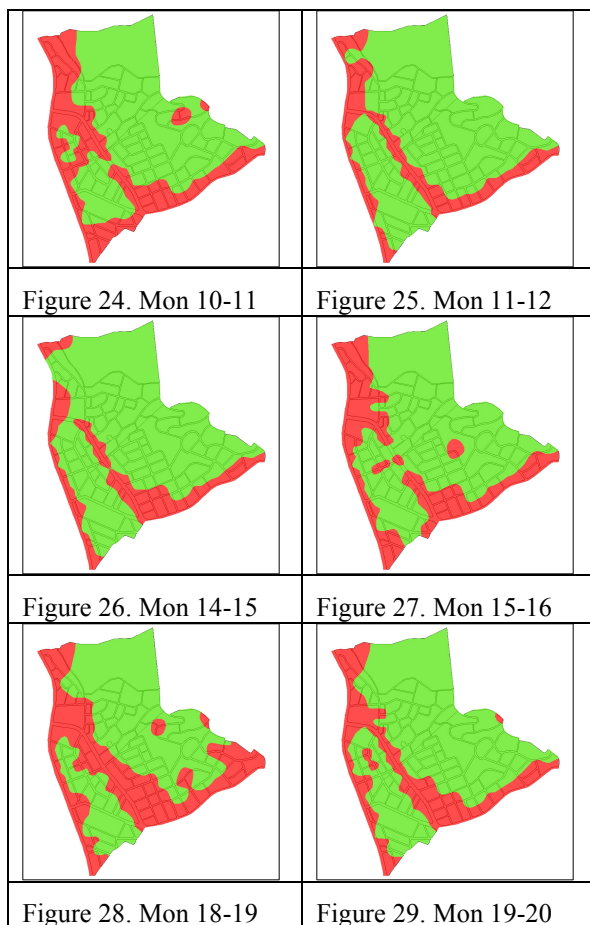 Figure 24. Mon 10-11
Figure 25. Mon 11-12
Figure 26. Mon 14-15
Figure 27. Mon 15-16
Figure 28. Mon 18-19
Figure 29. Mon 19-20